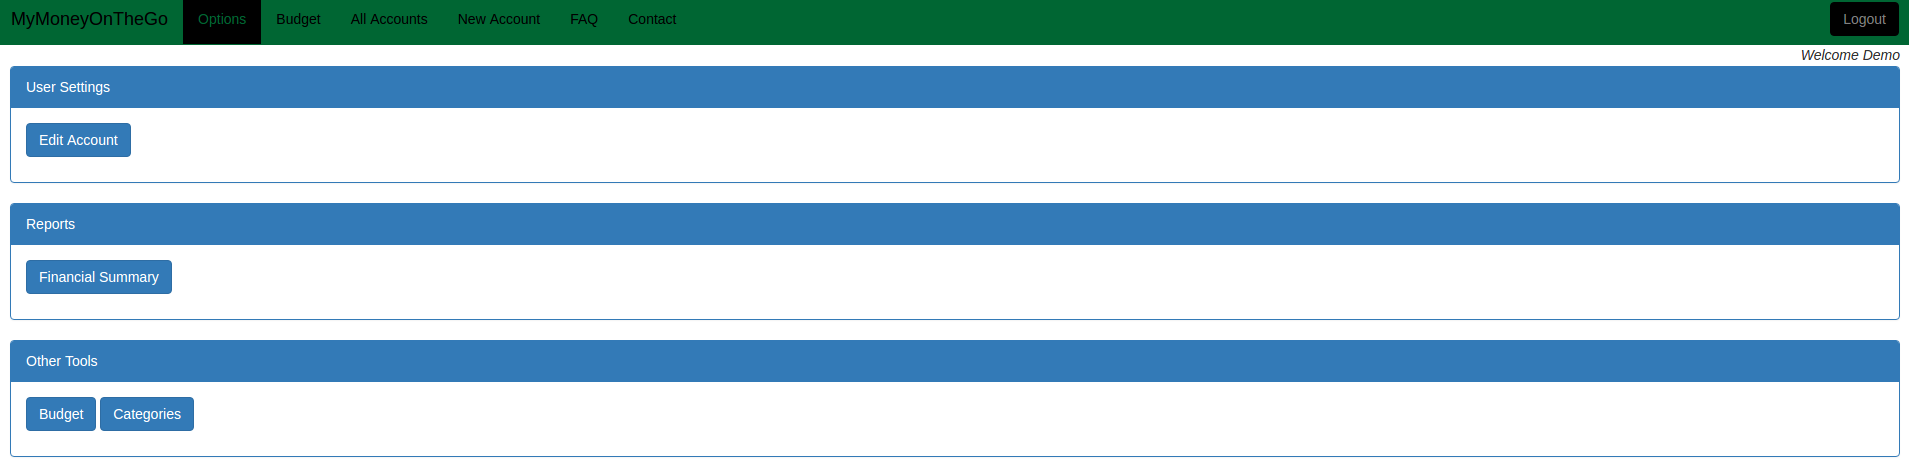 MyMoneyOnTheGo Options Budget All Accounts New Account FAQ Contact Logout
Welcome Demo
User Settings
Edit Account
Reports
Financial Summary
Other Tools
Budget Categories